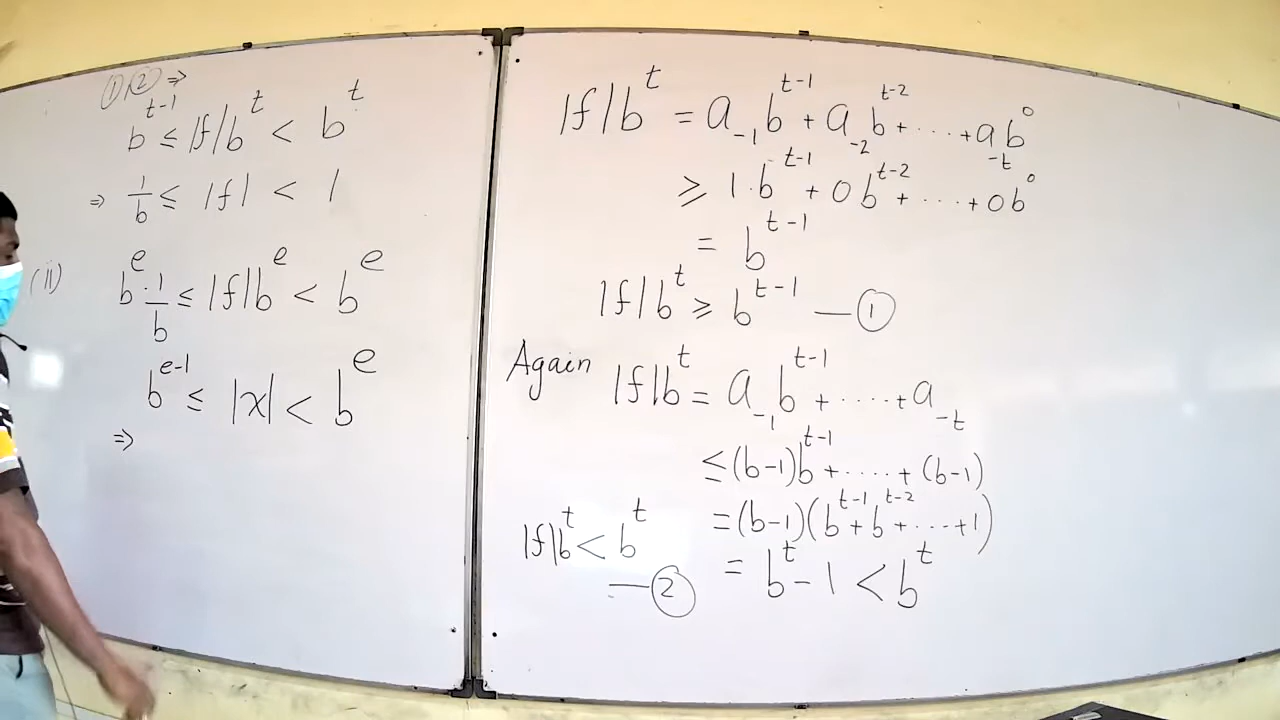 ①,② ⇒
b^{t-1} ≤ |f|b^t < b^t
⇒ 1/b ≤ |f| < 1
(ii) b^e · 1/b ≤ |f|b^e < b^e
b^{e-1} ≤ |x| < b^e
⇒
|f|b^t = a_{-1}b^{t-1} + a_{-2}b^{t-2} + ..... + a_{-t}b^0
≥ 1·b^{t-1} + 0b^{t-2} + ..... + 0b^0
= b^{t-1}
|f|b^t ≥ b^{t-1} — ①
Again |f|b^t = a_{-1}b^{t-1} + ..... + a_{-t}
≤ (b-1)b^{t-1} + ..... + (b-1)
= (b-1)(b^{t-1} + b^{t-2} + ..... + 1)
= b^t - 1 < b^t
|f|b^t < b^t
— ②